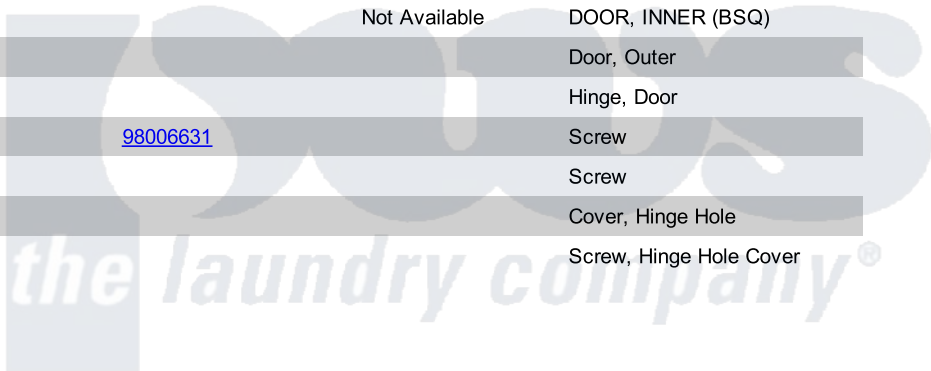 Not Available DOOR, INNER (BSQ)
Door, Outer
Hinge, Door
98006631 Screw
Screw
Cover, Hinge Hole
Screw, Hinge Hole Cover
the laundry company®